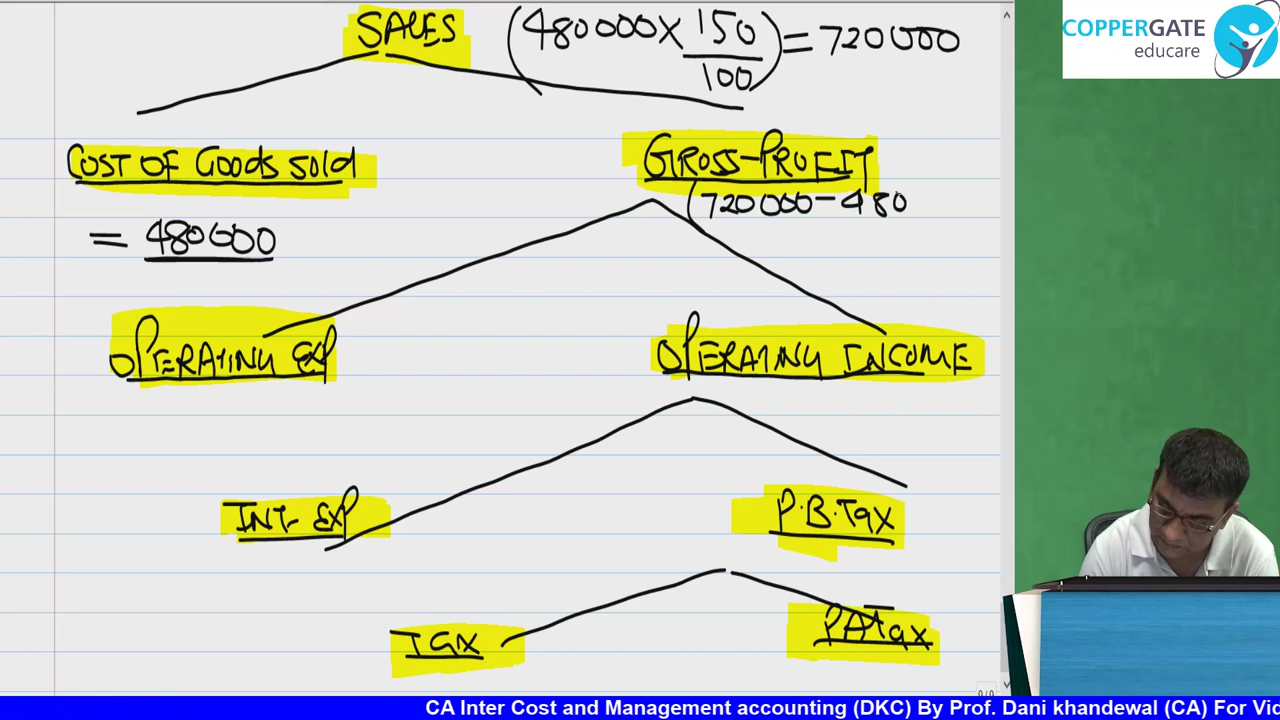 SALES (480000 × 150/100) = 720000
COPPERGATE
educare
COST OF Goods Sold
GROSS-PROFIT
(720000-480
= 480000
OPERATING EXP
OPERATING INCOME
INT- EXP
P.B.Tax
Tax
PATax
CA Inter Cost and Management accounting (DKC) By Prof. Dani khandewal (CA) For Vid